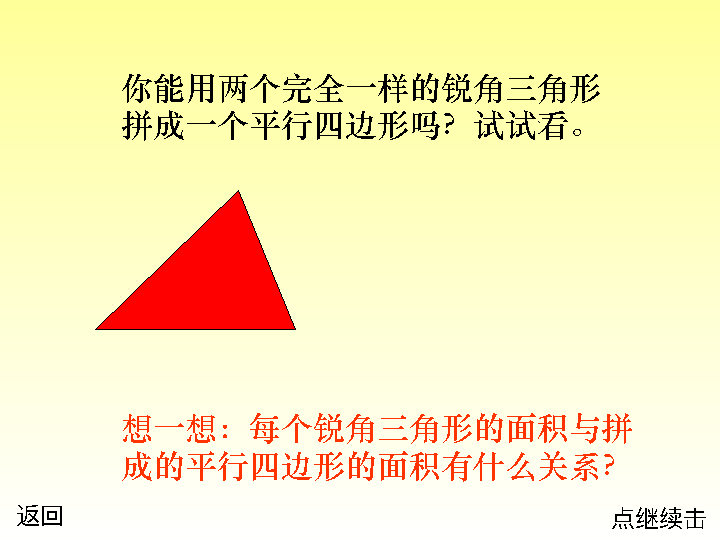 你能用两个完全一样的锐角三角形
拼成一个平行四边形吗？试试看。
想一想：每个锐角三角形的面积与拼
成的平行四边形的面积有什么关系？
返回
点继续击